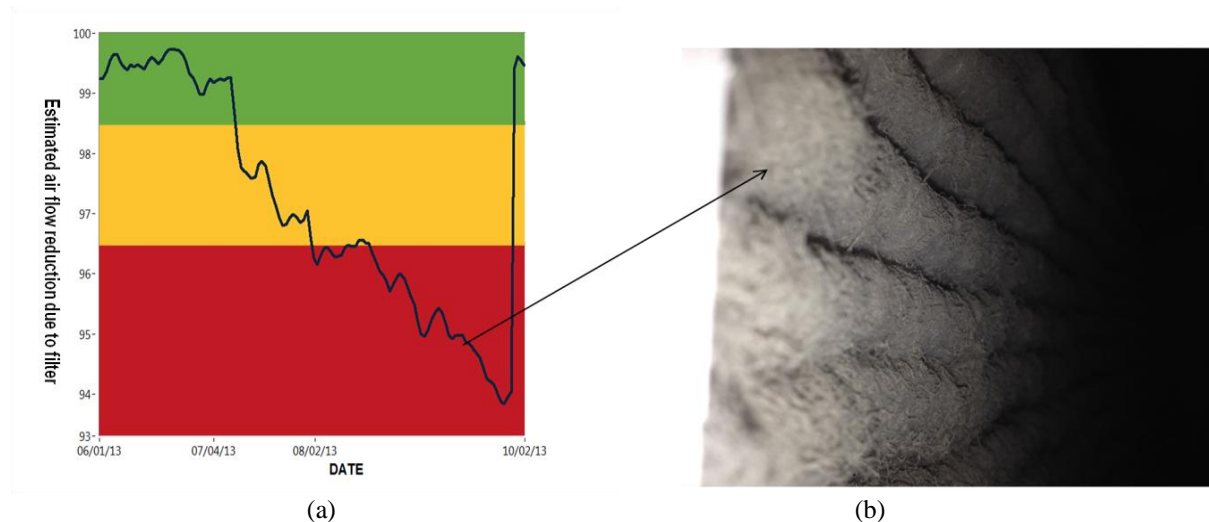 100
99
98
97
96
95
94
93
Estimated air flow reduction due to filter
06/01/13 07/04/13 08/02/13 10/02/13
DATE
(a) (b)